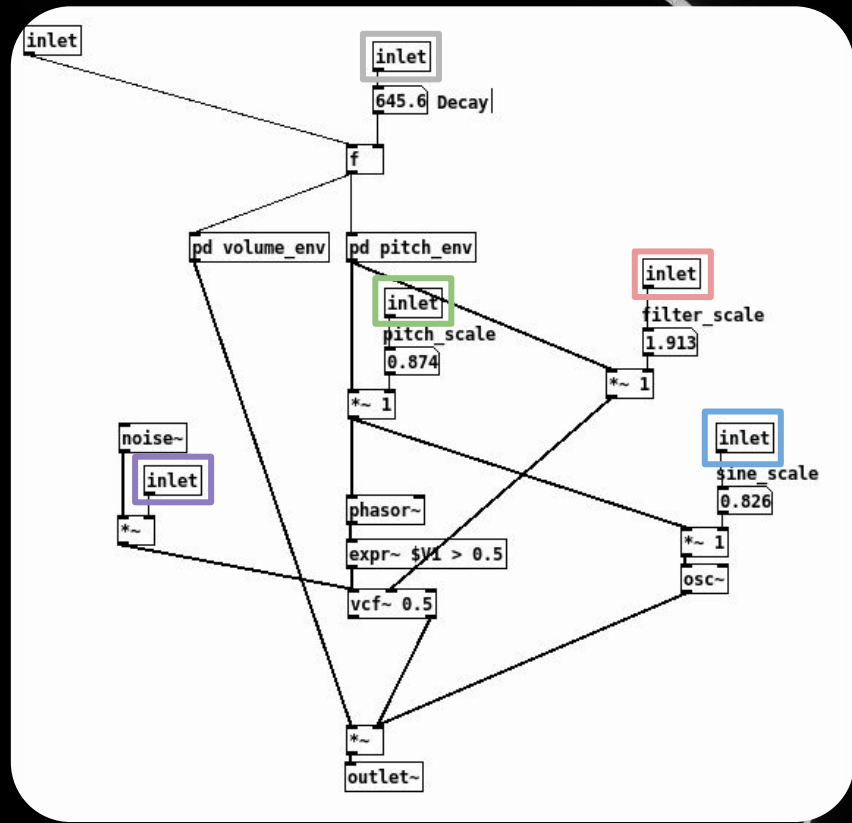 inlet
inlet
645.6 Decay
f
pd volume_env
pd pitch_env
inlet
filter_scale
1.913
inlet
pitch_scale
0.874
*~ 1
*~ 1
noise~
inlet
*~
inlet
sine_scale
0.826
*~ 1
osc~
phasor~
expr~ $V1 > 0.5
vcf~ 0.5
*~
outlet~